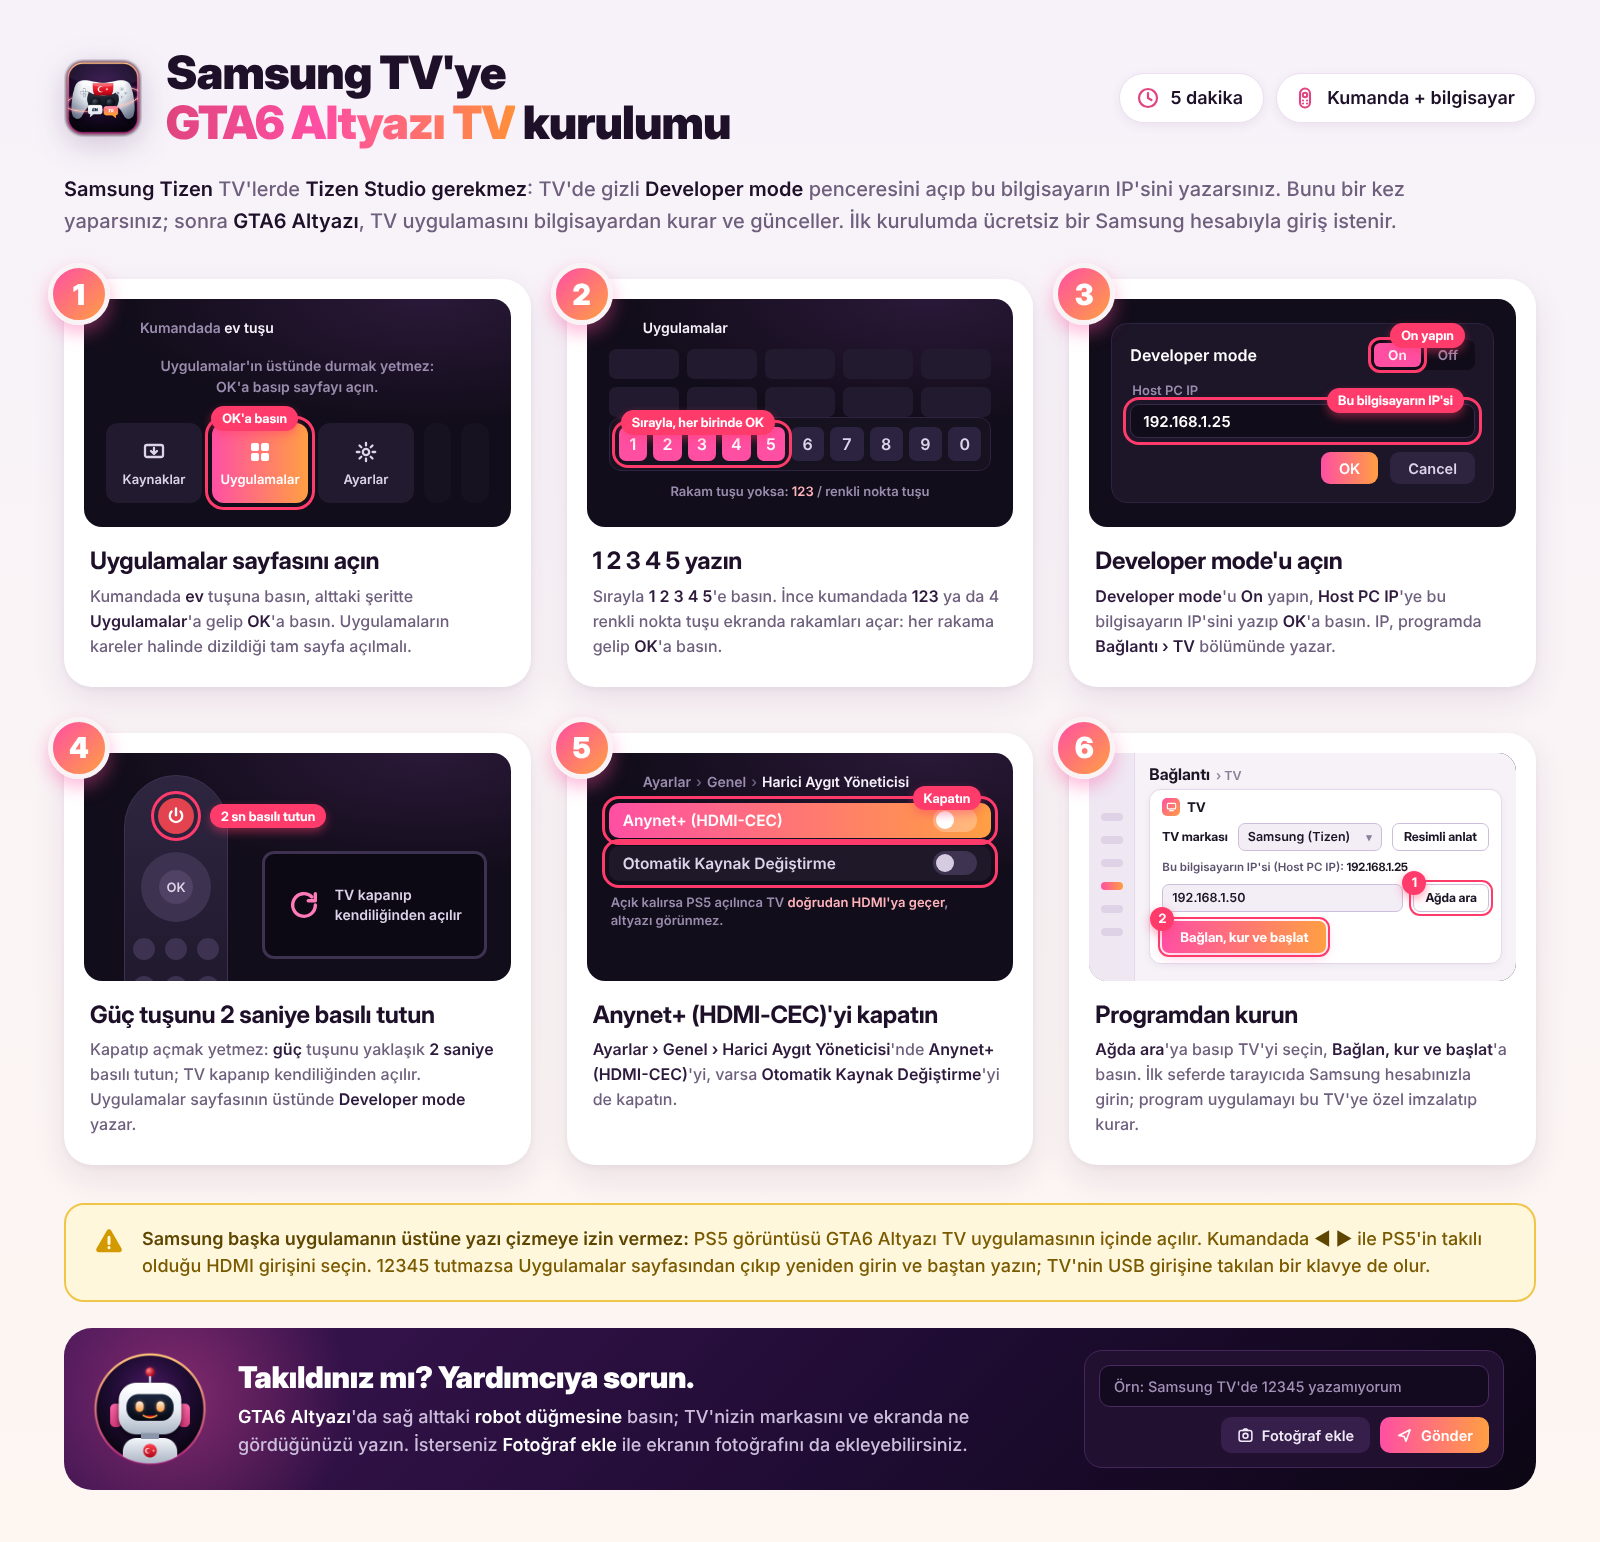 Samsung TV'ye
GTA6 Altyazı TV kurulumu
5 dakika
Kumanda + bilgisayar
Samsung Tizen TV'lerde Tizen Studio gerekmez: TV'de gizli Developer mode penceresini açıp bu bilgisayarın IP'sini yazarsınız. Bunu bir kez
yaparsınız; sonra GTA6 Altyazı, TV uygulamasını bilgisayardan kurar ve günceller. İlk kurulumda ücretsiz bir Samsung hesabıyla giriş istenir.
1
Kumandada ev tuşu
Uygulamalar'ın üstünde durmak yetmez:
OK'a basıp sayfayı açın.
OK'a basın
Kaynaklar
Uygulamalar
Ayarlar
Uygulamalar sayfasını açın
Kumandada ev tuşuna basın, alttaki şeritte
Uygulamalar'a gelip OK'a basın. Uygulamaların
kareler halinde dizildiği tam sayfa açılmalı.
2
Uygulamalar
Sırayla, her birinde OK
1 2 3 4 5 6 7 8 9 0
Rakam tuşu yoksa: 123 / renkli nokta tuşu
1 2 3 4 5 yazın
Sırayla 1 2 3 4 5'e basın. İnce kumandada 123 ya da 4
renkli nokta tuşu ekranda rakamları açar: her rakama
gelip OK'a basın.
3
On yapın
Developer mode
On
Off
Host PC IP
Bu bilgisayarın IP'si
192.168.1.25
OK
Cancel
Developer mode'u açın
Developer mode'u On yapın, Host PC IP'ye bu
bilgisayarın IP'sini yazıp OK'a basın. IP, programda
Bağlantı › TV bölümünde yazar.
4
2 sn basılı tutun
OK
TV kapanıp
kendiliğinden açılır
Güç tuşunu 2 saniye basılı tutun
Kapatıp açmak yetmez: güç tuşunu yaklaşık 2 saniye
basılı tutun; TV kapanıp kendiliğinden açılır.
Uygulamalar sayfasının üstünde Developer mode
yazar.
5
Ayarlar › Genel › Harici Aygıt Yöneticisi
Kapatın
Anynet+ (HDMI-CEC)
Otomatik Kaynak Değiştirme
Açık kalırsa PS5 açılınca TV doğrudan HDMI'ya geçer,
altyazı görünmez.
Anynet+ (HDMI-CEC)'yi kapatın
Ayarlar › Genel › Harici Aygıt Yöneticisi'nde Anynet+
(HDMI-CEC)'yi, varsa Otomatik Kaynak Değiştirme'yi
de kapatın.
6
Bağlantı › TV
TV
TV markası
Samsung (Tizen)
Resimli anlat
Bu bilgisayarın IP'si (Host PC IP): 192.168.1.25
1
192.168.1.50
Ağda ara
2
Bağlan, kur ve başlat
Programdan kurun
Ağda ara'ya basıp TV'yi seçin, Bağlan, kur ve başlat'a
basın. İlk seferde tarayıcıda Samsung hesabınızla
girin; program uygulamayı bu TV'ye özel imzalatıp
kurar.
Samsung başka uygulamanın üstüne yazı çizmeye izin vermez: PS5 görüntüsü GTA6 Altyazı TV uygulamasının içinde açılır. Kumandada ◀ ▶ ile PS5'in takılı
olduğu HDMI girişini seçin. 12345 tutmazsa Uygulamalar sayfasından çıkıp yeniden girin ve baştan yazın; TV'nin USB girişine takılan bir klavye de olur.
Takıldınız mı? Yardımcıya sorun.
GTA6 Altyazı'da sağ alttaki robot düğmesine basın; TV'nizin markasını ve ekranda ne
gördüğünüzü yazın. İsterseniz Fotoğraf ekle ile ekranın fotoğrafını da ekleyebilirsiniz.
Örn: Samsung TV'de 12345 yazamıyorum
Fotoğraf ekle
Gönder